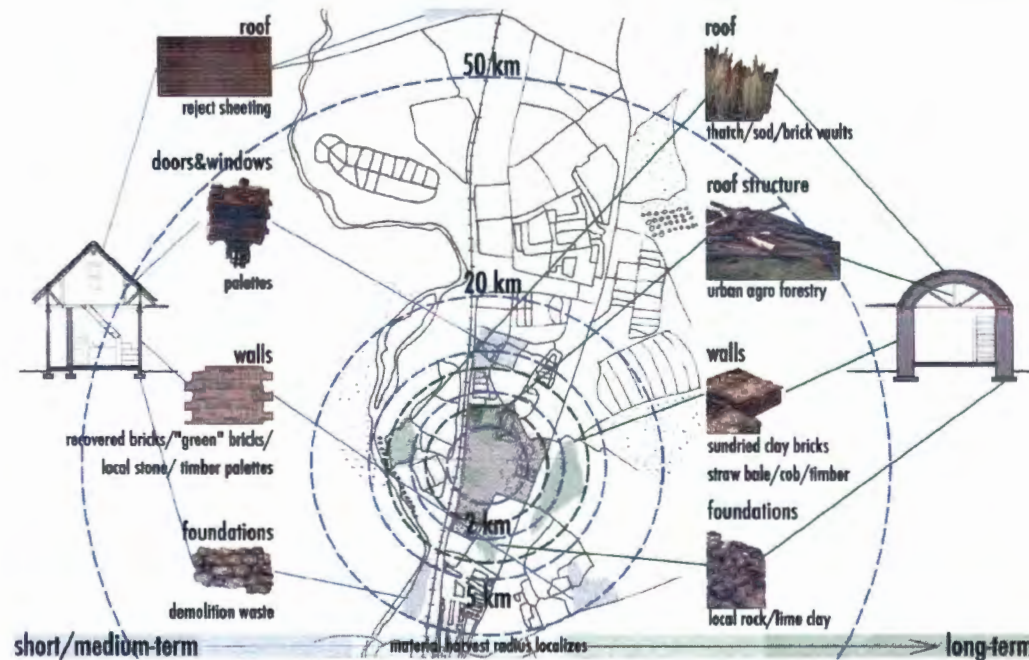 roof
reject sheeting
doors&windows
palettes
walls
recovered bricks/"green" bricks/
local stone/ timber palettes
foundations
demolition waste
50 km
20 km
2 km
5 km
roof
thatch/sod/brick vaults
roof structure
urban agro forestry
walls
sundried clay bricks
straw bale/cob/timber
foundations
local rock/lime clay
short/medium-term
material harvest radius localizes
long-term